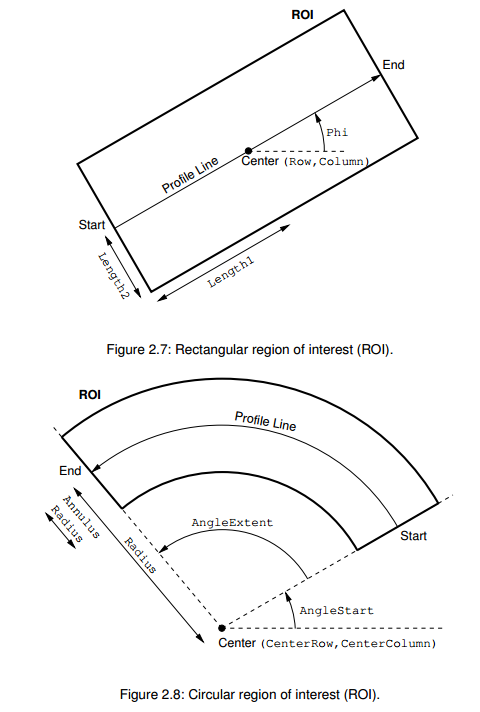 ROI
End
Phi
Center (Row,Column)
Profile Line
Start
Length2
Length1
Figure 2.7: Rectangular region of interest (ROI).
ROI
Profile Line
End
Annulus
Radius
Radius
AngleExtent
Start
AngleStart
Center (CenterRow,CenterColumn)
Figure 2.8: Circular region of interest (ROI).